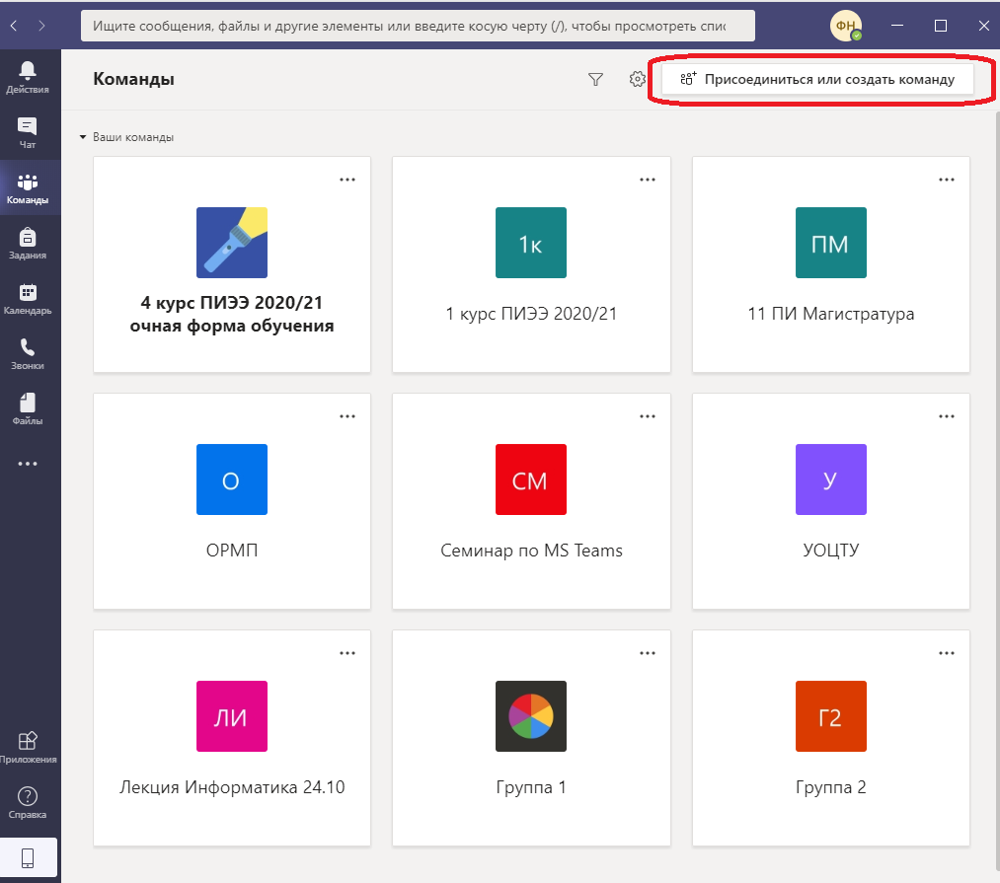 Ищите сообщения, файлы и другие элементы или введите косую черту (/), чтобы просмотреть спис
ФН
Действия
Чат
Команды
Задания
Календарь
Звонки
Файлы
Приложения
Справка
Команды
Присоединиться или создать команду
Ваши команды
4 курс ПИЭЭ 2020/21
очная форма обучения
1к
1 курс ПИЭЭ 2020/21
ПМ
11 ПИ Магистратура
О
ОРМП
СМ
Семинар по MS Teams
У
УОЦТУ
ЛИ
Лекция Информатика 24.10
Группа 1
Г2
Группа 2